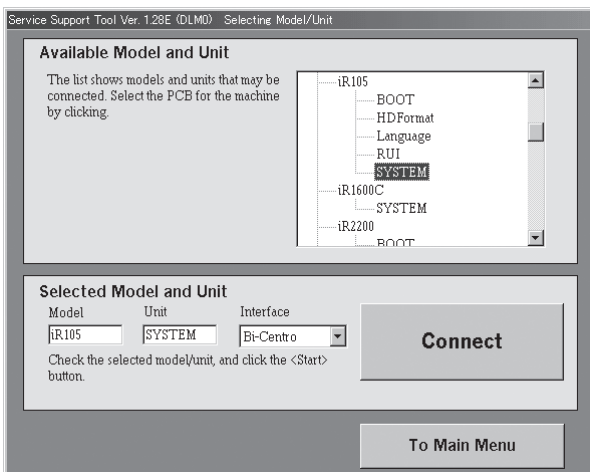 Service Support Tool Ver. 1.28E (DLM0) Selecting Model/Unit
Available Model and Unit
The list shows models and units that may be
connected. Select the PCB for the machine
by clicking.
iR105
BOOT
HDFormat
Language
RUI
SYSTEM
iR1600C
SYSTEM
iR2200
BOOT
Selected Model and Unit
Model Unit Interface
iR105 SYSTEM Bi-Centro
Connect
Check the selected model/unit, and click the <Start>
button.
To Main Menu